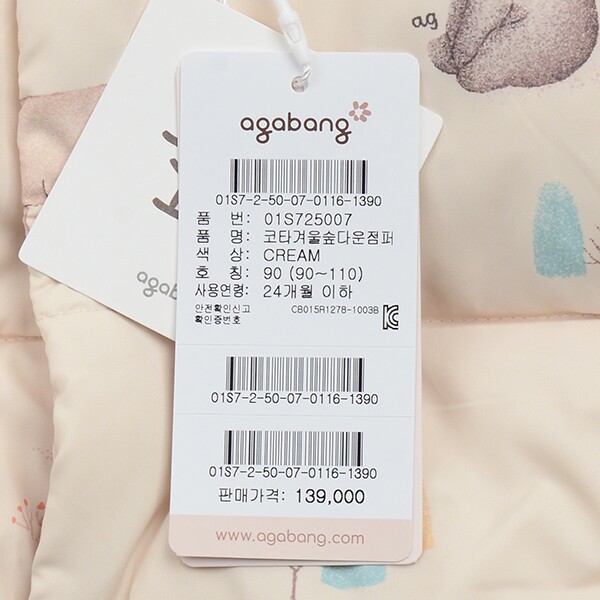 ag
agabang
agabang
01S7-2-50-07-0116-1390
품 번: 01S725007
품 명: 코타겨울숲다운점퍼
색 상: CREAM
호 칭: 90 (90~110)
사용연령: 24개월 이하
안전확인신고
확인증번호 CB015R1278-1003B
01S7-2-50-07-0116-1390
01S7-2-50-07-0116-1390
판매가격: 139,000
www.agabang.com